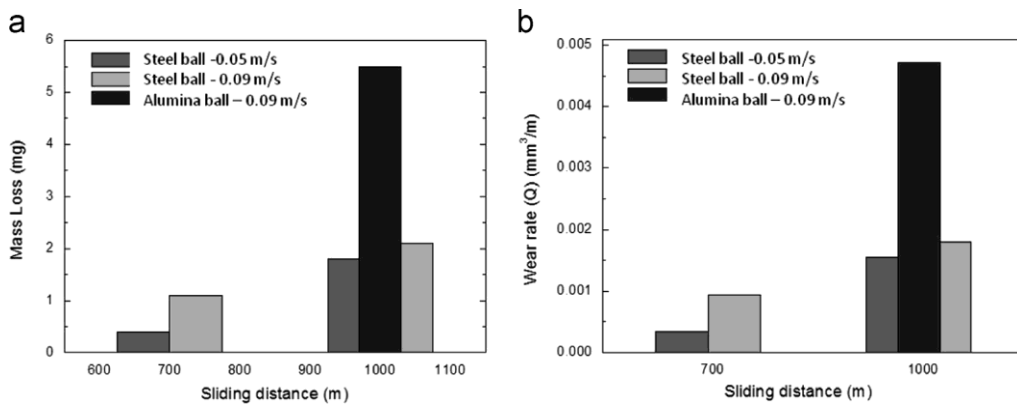 a
6
5
4
3
2
1
0
Mass Loss (mg)
Steel ball -0.05 m/s
Steel ball - 0.09 m/s
Alumina ball – 0.09 m/s
600 700 800 900 1000 1100
Sliding distance (m)
b
0.005
0.004
0.003
0.002
0.001
0.000
Wear rate (Q) (mm³/m)
Steel ball -0.05 m/s
Steel ball - 0.09 m/s
Alumina ball – 0.09 m/s
700 1000
Sliding distance (m)